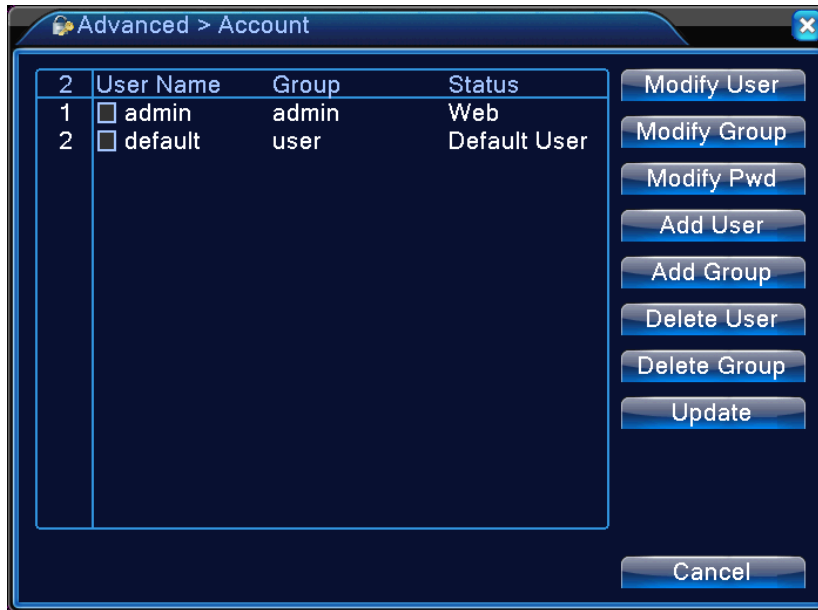 Advanced > Account
2 User Name Group Status
1 admin admin Web
2 default user Default User
Modify User
Modify Group
Modify Pwd
Add User
Add Group
Delete User
Delete Group
Update
Cancel